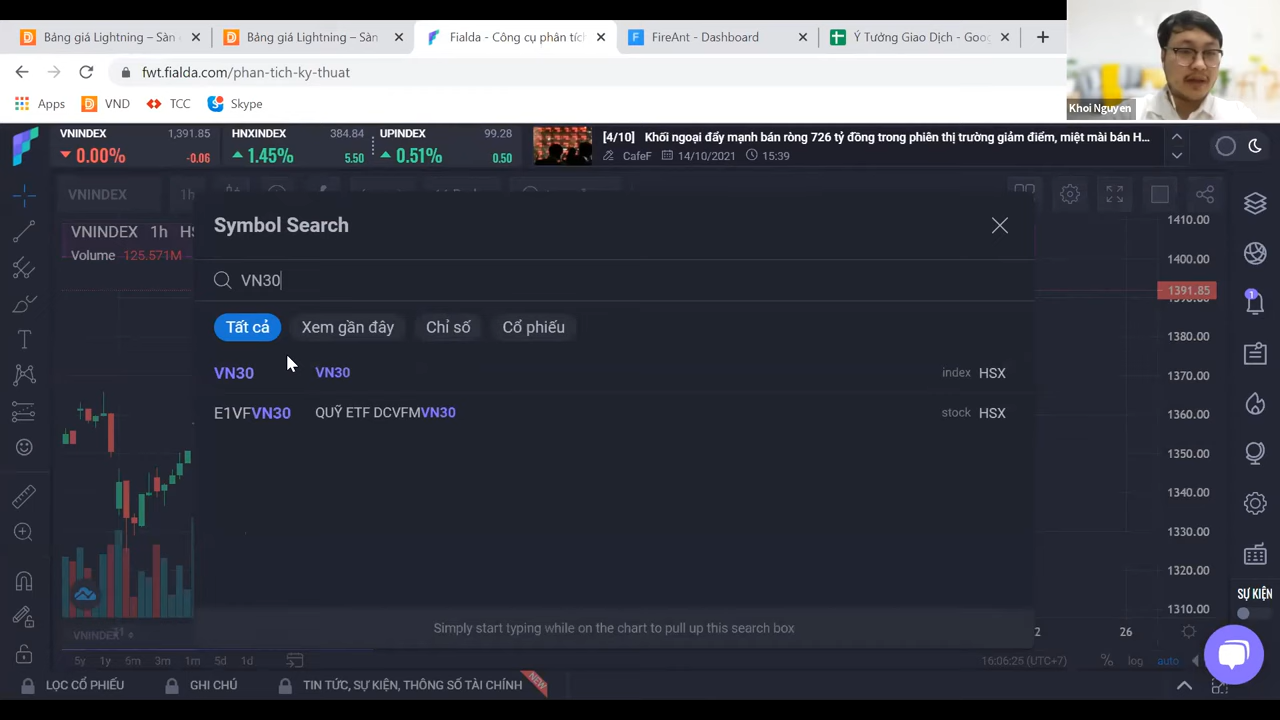 Bảng giá Lightning – Sàn
Bảng giá Lightning – Sàn
Fialda - Công cụ phân tích
FireAnt - Dashboard
Ý Tưởng Giao Dịch - Goo
fwt.fialda.com/phan-tich-ky-thuat
Khoi Nguyen
Apps VND TCC Skype
VNINDEX 1,391.85
0.00% -0.06
HNXINDEX 384.84
1.45% 5.50
UPINDEX 99.28
0.51% 0.50
[4/10] Khối ngoại đẩy mạnh bán ròng 726 tỷ đồng trong phiên thị trường giảm điểm, miệt mài bán H...
CafeF 14/10/2021 15:39
VNINDEX 1h
VNINDEX 1h HS
Volume 125.571M
Symbol Search
VN30
Tất cả Xem gần đây Chỉ số Cổ phiếu
VN30 VN30 index HSX
E1VFVN30 QUỸ ETF DCVFMVN30 stock HSX
Simply start typing while on the chart to pull up this search box
1410.00
1400.00
1391.85
1380.00
1370.00
1360.00
1350.00
1340.00
1330.00
1320.00
1310.00
1
SỰ KIỆN
VNINDEX
2 26
5y 1y 6m 3m 1m 5d 1d
16:06:25 (UTC+7) % log auto
LỌC CỔ PHIẾU GHI CHÚ TIN TỨC, SỰ KIỆN, THÔNG SỐ TÀI CHÍNH NEW